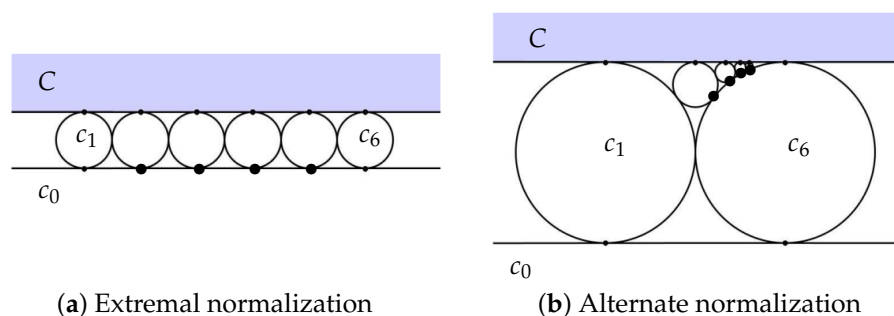 C
C
c₁
c₆
c₁
c₆
c₀
c₀
(a) Extremal normalization
(b) Alternate normalization